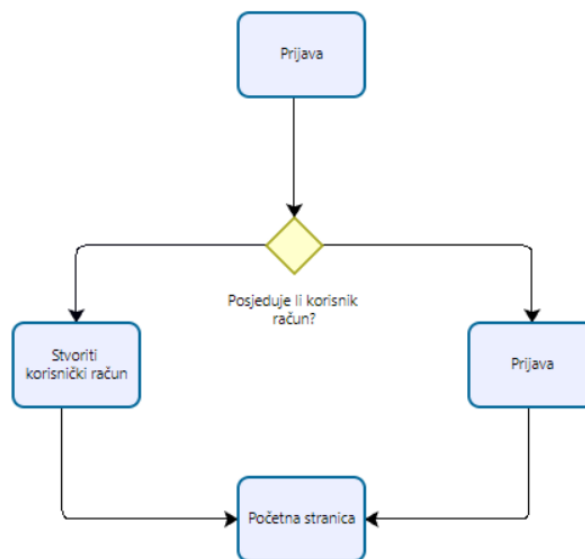 Prijava
Posjeduje li korisnik
račun?
Stvoriti
korisnički račun
Prijava
Početna stranica